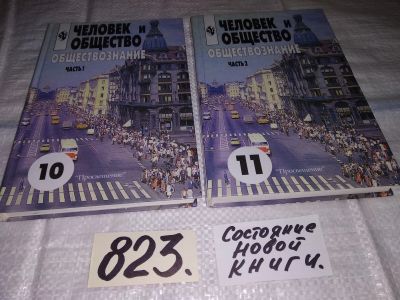 ЧЕЛОВЕК и
ОБЩЕСТВО
ОБЩЕСТВОЗНАНИЕ
ЧАСТЬ 1
10
"Просвещение"
ЧЕЛОВЕК и
ОБЩЕСТВО
ОБЩЕСТВОЗНАНИЕ
ЧАСТЬ 2
11
"Просвещение"
823.
Состояние
Новой
Книги.